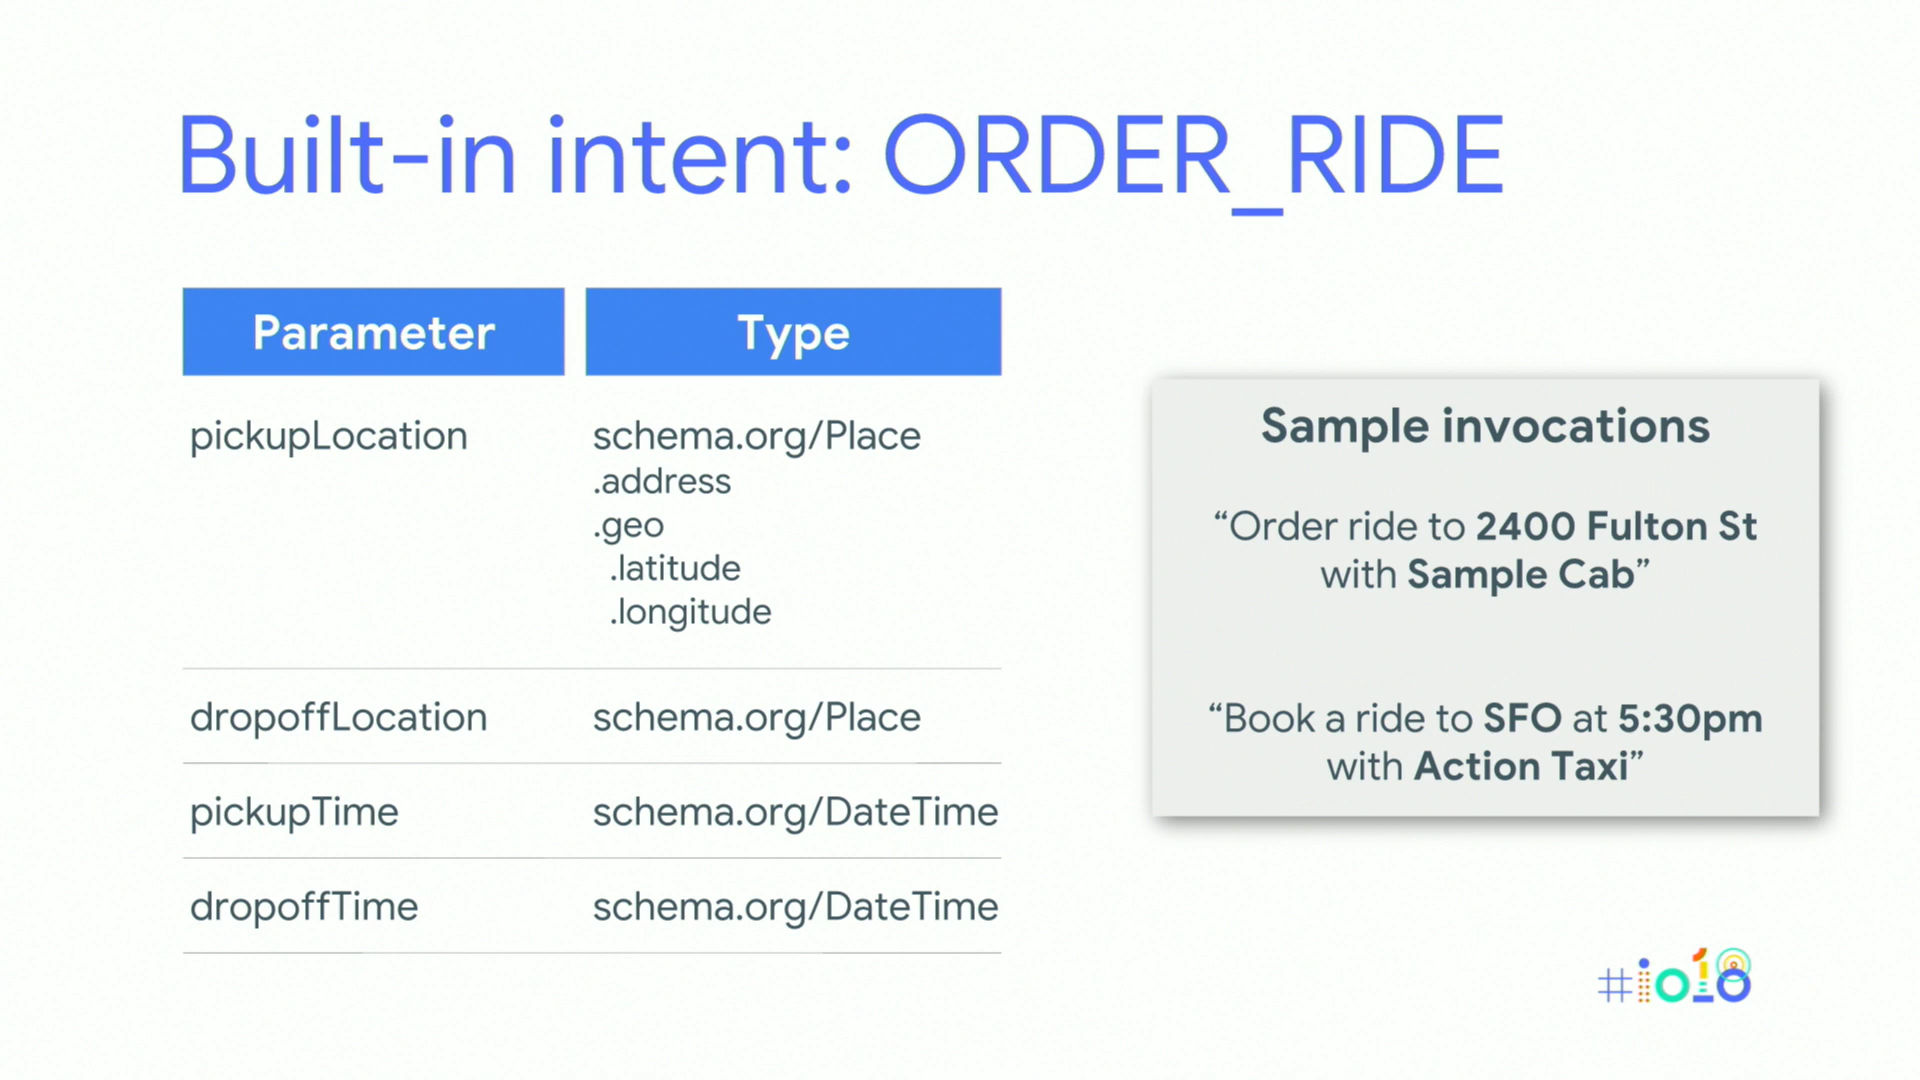 Built-in intent: ORDER_RIDE
Parameter Type
pickupLocation schema.org/Place
.address
.geo
.latitude
.longitude
dropoffLocation schema.org/Place
pickupTime schema.org/DateTime
dropoffTime schema.org/DateTime
Sample invocations
“Order ride to 2400 Fulton St
with Sample Cab”
“Book a ride to SFO at 5:30pm
with Action Taxi”
#io18